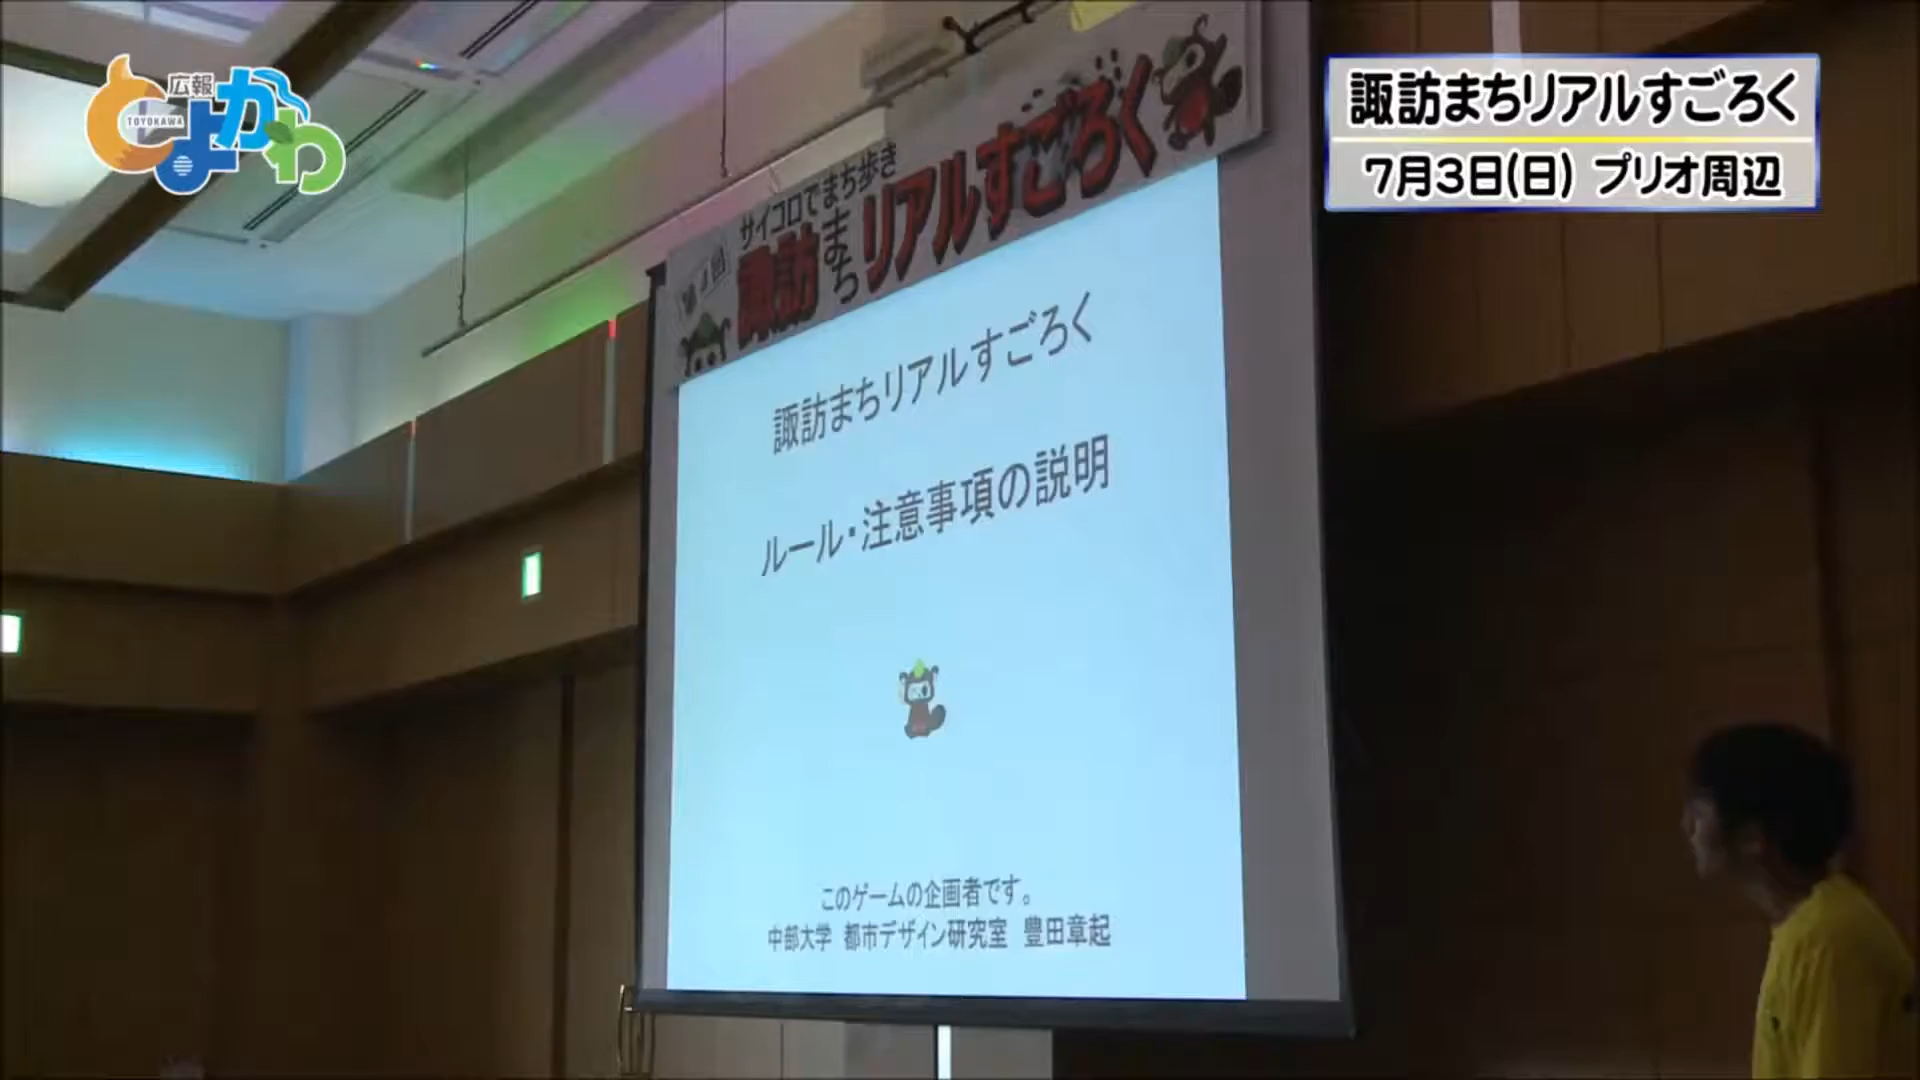 広報
とよかわ
TOYOKAWA
諏訪まちリアルすごろく
7月3日(日) プリオ周辺
サイコロでまち歩き
諏訪まちリアルすごろく
諏訪まちリアルすごろく
ルール・注意事項の説明
このゲームの企画者です。
中部大学 都市デザイン研究室 豊田章起